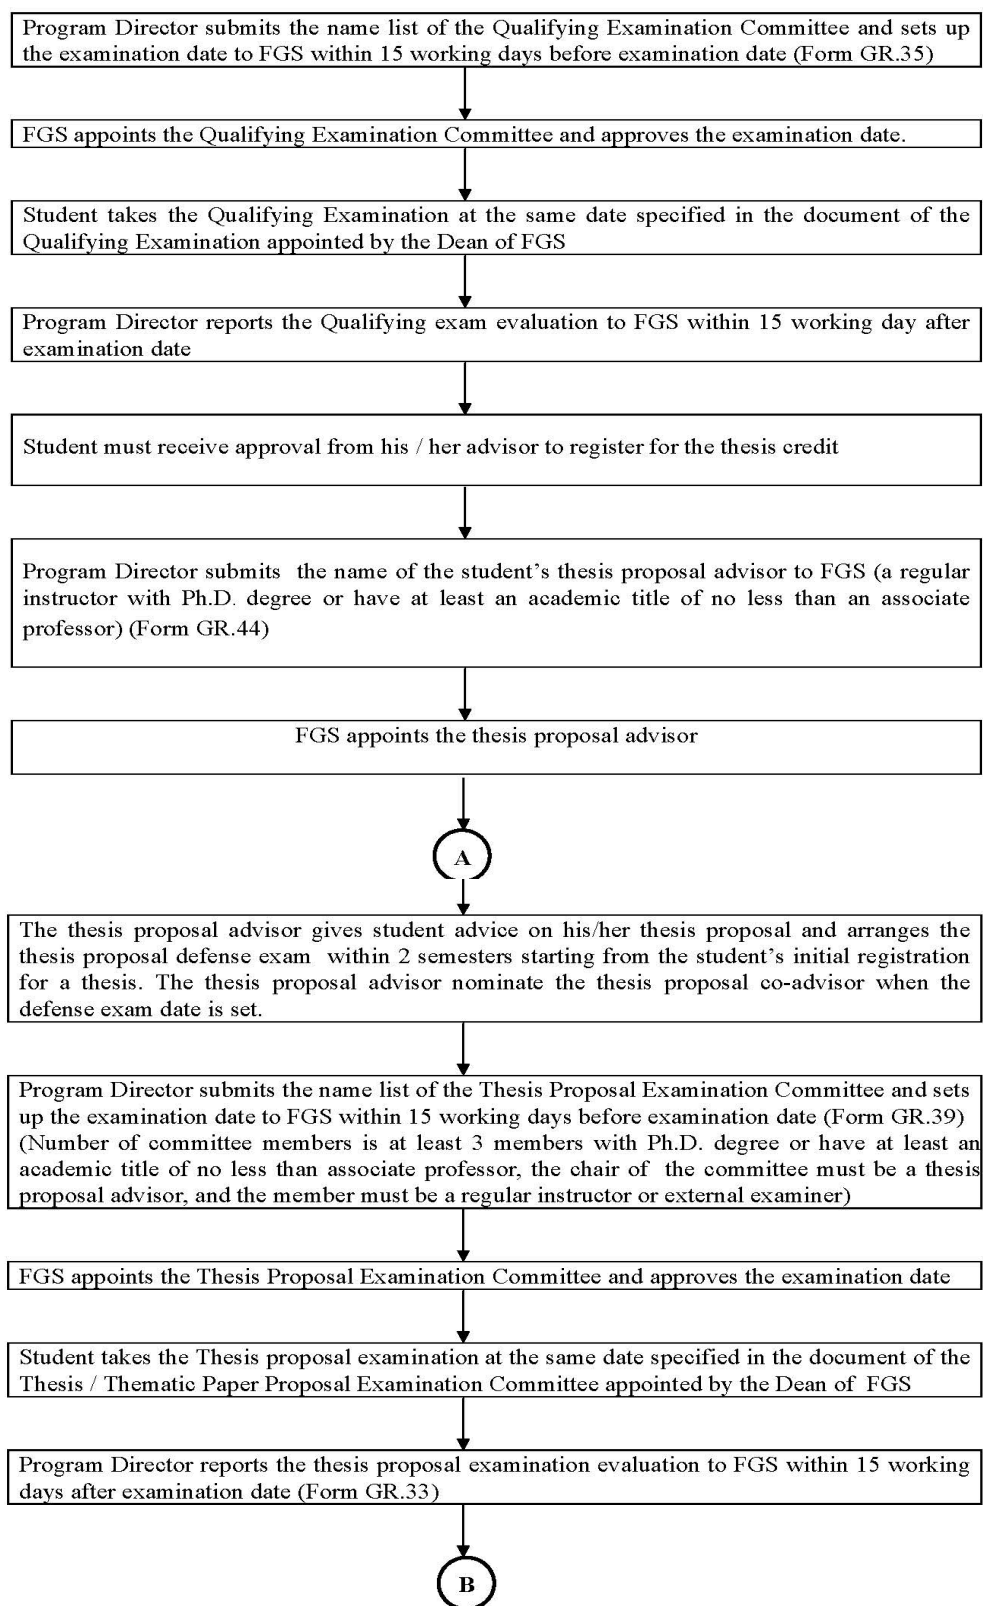 Program Director submits the name list of the Qualifying Examination Committee and sets up
the examination date to FGS within 15 working days before examination date (Form GR.35)
FGS appoints the Qualifying Examination Committee and approves the examination date.
Student takes the Qualifying Examination at the same date specified in the document of the
Qualifying Examination appointed by the Dean of FGS
Program Director reports the Qualifying exam evaluation to FGS within 15 working day after
examination date
Student must receive approval from his / her advisor to register for the thesis credit
Program Director submits the name of the student's thesis proposal advisor to FGS (a regular
instructor with Ph.D. degree or have at least an academic title of no less than an associate
professor) (Form GR.44)
FGS appoints the thesis proposal advisor
A
The thesis proposal advisor gives student advice on his/her thesis proposal and arranges the
thesis proposal defense exam within 2 semesters starting from the student's initial registration
for a thesis. The thesis proposal advisor nominate the thesis proposal co-advisor when the
defense exam date is set.
Program Director submits the name list of the Thesis Proposal Examination Committee and sets
up the examination date to FGS within 15 working days before examination date (Form GR.39)
(Number of committee members is at least 3 members with Ph.D. degree or have at least an
academic title of no less than associate professor, the chair of the committee must be a thesis
proposal advisor, and the member must be a regular instructor or external examiner)
FGS appoints the Thesis Proposal Examination Committee and approves the examination date
Student takes the Thesis proposal examination at the same date specified in the document of the
Thesis / Thematic Paper Proposal Examination Committee appointed by the Dean of FGS
Program Director reports the thesis proposal examination evaluation to FGS within 15 working
days after examination date (Form GR.33)
B